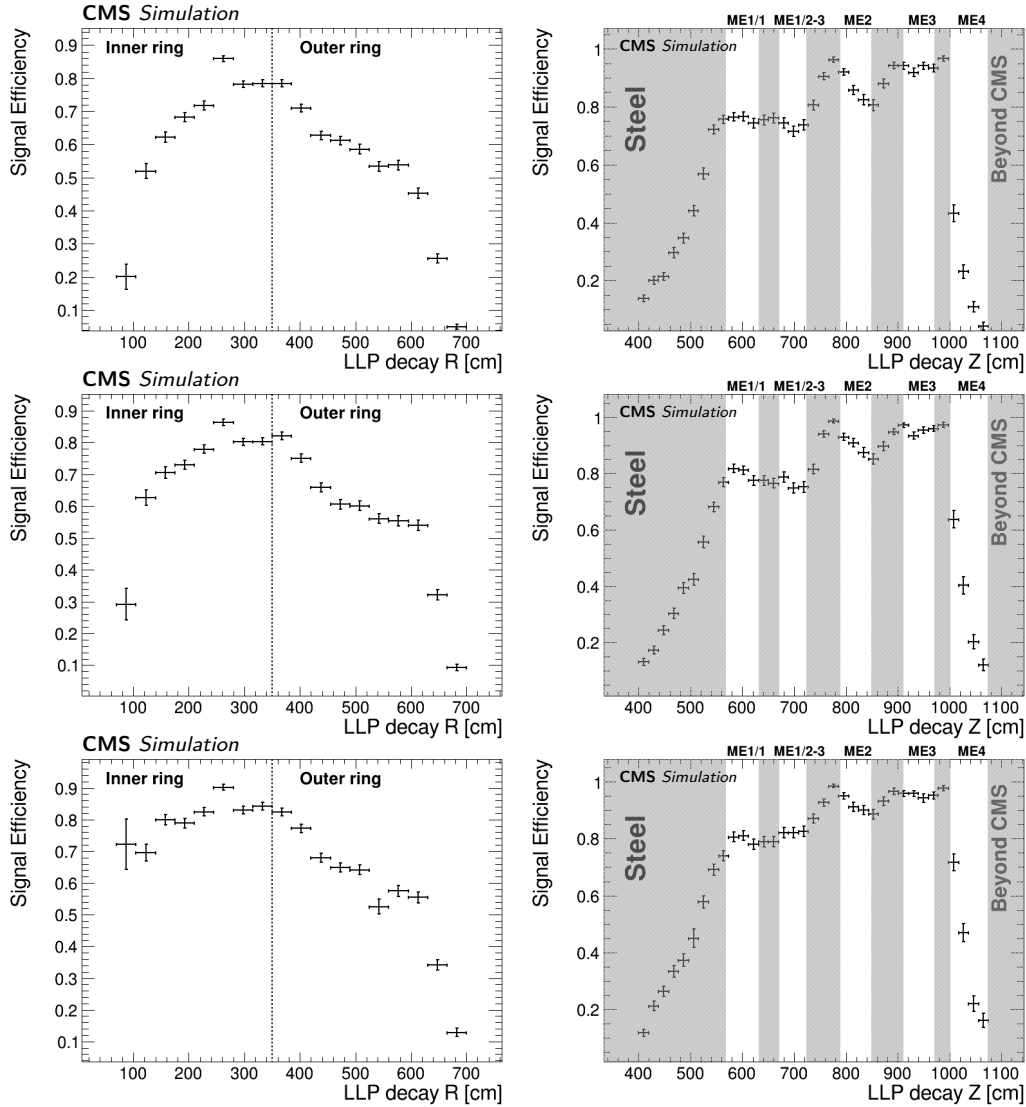 CMS Simulation
Inner ring
Outer ring
Signal Efficiency
0.9
0.8
0.7
0.6
0.5
0.4
0.3
0.2
0.1
100 200 300 400 500 600 700
LLP decay R [cm]
ME1/1 ME1/2-3 ME2 ME3 ME4
CMS Simulation
Steel
Beyond CMS
Signal Efficiency
1
0.8
0.6
0.4
0.2
400 500 600 700 800 900 1000 1100
LLP decay Z [cm]
CMS Simulation
Inner ring
Outer ring
Signal Efficiency
0.9
0.8
0.7
0.6
0.5
0.4
0.3
0.2
0.1
100 200 300 400 500 600 700
LLP decay R [cm]
ME1/1 ME1/2-3 ME2 ME3 ME4
CMS Simulation
Steel
Beyond CMS
Signal Efficiency
1
0.8
0.6
0.4
0.2
400 500 600 700 800 900 1000 1100
LLP decay Z [cm]
CMS Simulation
Inner ring
Outer ring
Signal Efficiency
0.9
0.8
0.7
0.6
0.5
0.4
0.3
0.2
0.1
100 200 300 400 500 600 700
LLP decay R [cm]
ME1/1 ME1/2-3 ME2 ME3 ME4
CMS Simulation
Steel
Beyond CMS
Signal Efficiency
1
0.8
0.6
0.4
0.2
400 500 600 700 800 900 1000 1100
LLP decay Z [cm]